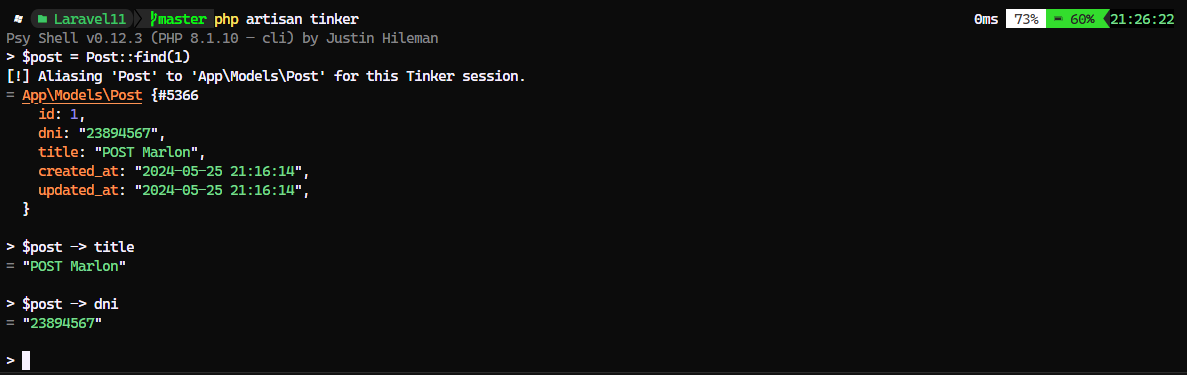 Laravel11 master php artisan tinker 0ms 73% 60% 21:26:22
Psy Shell v0.12.3 (PHP 8.1.10 — cli) by Justin Hileman
> $post = Post::find(1)
[!] Aliasing 'Post' to 'App\Models\Post' for this Tinker session.
= App\Models\Post {#5366
id: 1,
dni: "23894567",
title: "POST Marlon",
created_at: "2024-05-25 21:16:14",
updated_at: "2024-05-25 21:16:14",
}
> $post -> title
= "POST Marlon"
> $post -> dni
= "23894567"
>